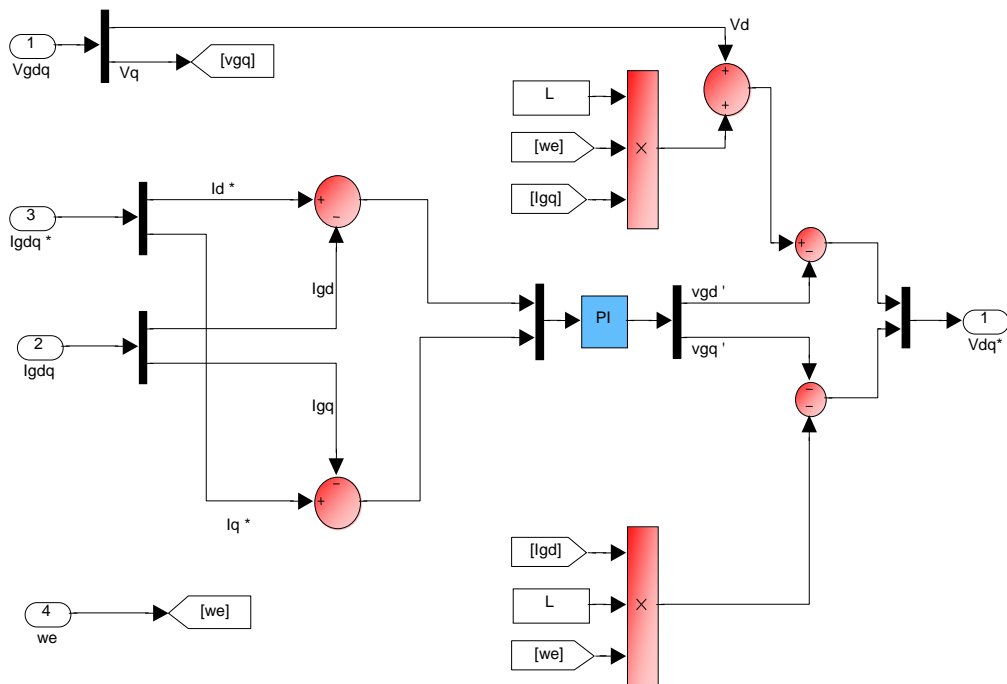 1
Vgdq
Vq
[vgq]
Vd
+
+
L
[we]
[Igq]
X
3
Igdq *
Id *
+
−
Igd
2
Igdq
Igq
−
+
Iq *
PI
vgd '
vgq '
+
−
−
−
1
Vdq*
[Igd]
L
[we]
X
4
we
[we]